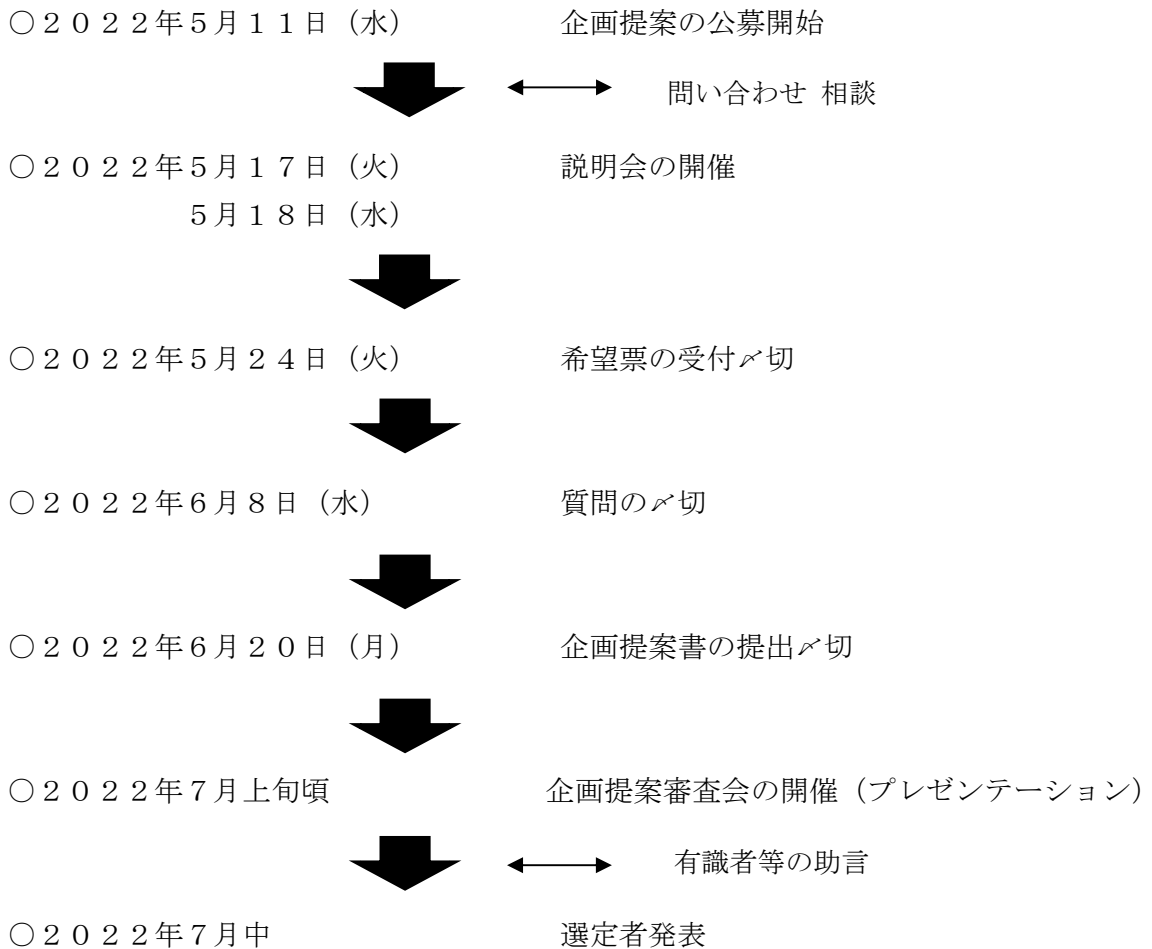 ○２０２２年５月１１日（水） 企画提案の公募開始
問い合わせ 相談
○２０２２年５月１７日（火） 説明会の開催
５月１８日（水）
○２０２２年５月２４日（火） 希望票の受付〆切
○２０２２年６月８日（水） 質問の〆切
○２０２２年６月２０日（月） 企画提案書の提出〆切
○２０２２年７月上旬頃 企画提案審査会の開催（プレゼンテーション）
有識者等の助言
○２０２２年７月中 選定者発表